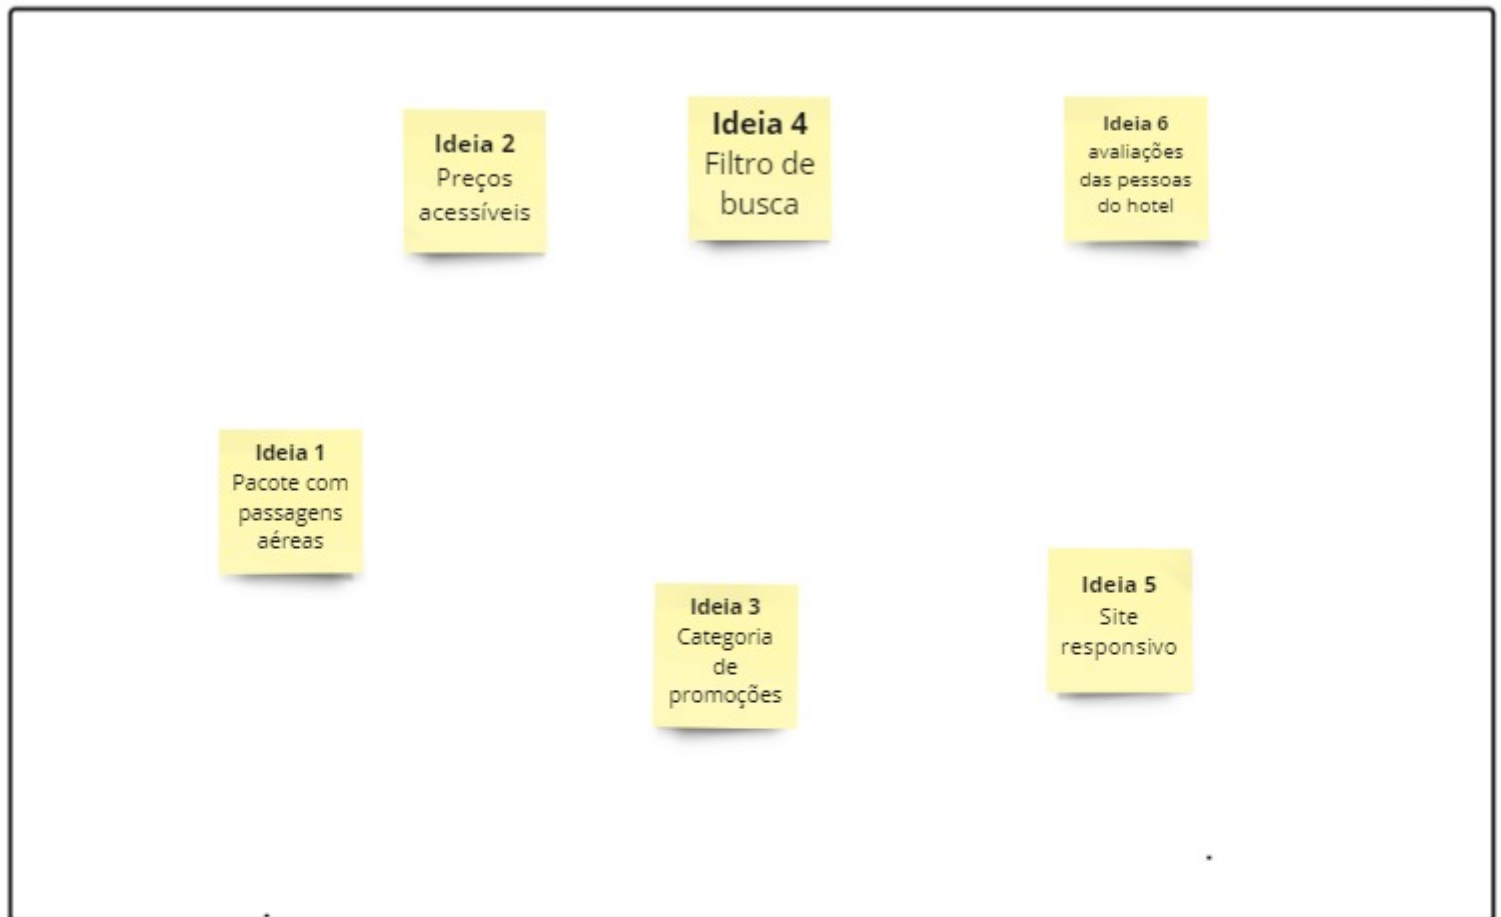 Ideia 2
Preços
acessíveis
Ideia 4
Filtro de
busca
Ideia 6
avaliações
das pessoas
do hotel
Ideia 1
Pacote com
passagens
aéreas
Ideia 3
Categoria
de
promoções
Ideia 5
Site
responsivo